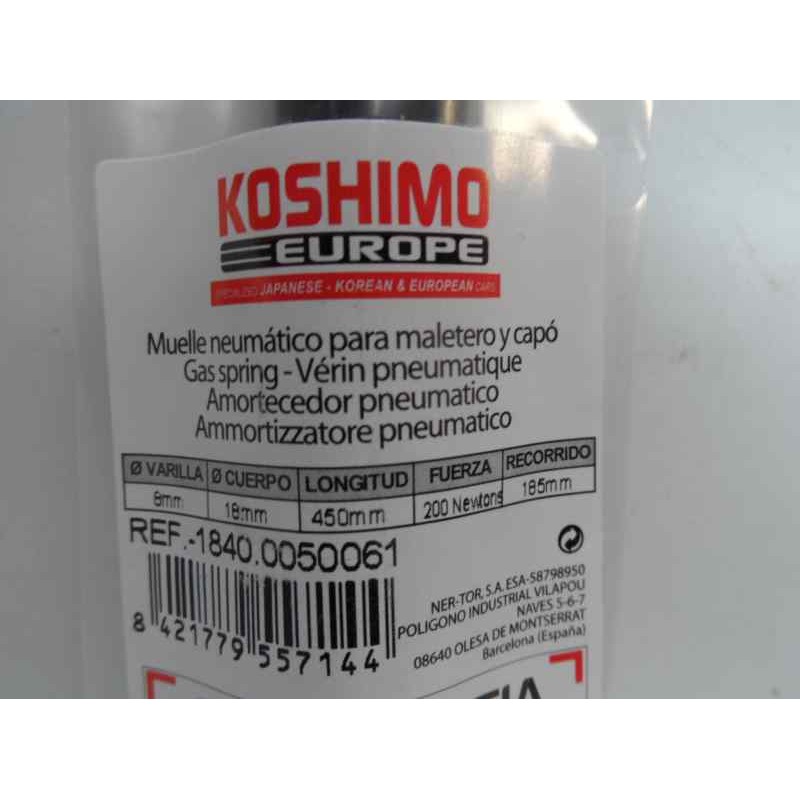 KOSHIMO
EUROPE
SPECIALIZED JAPANESE - KOREAN & EUROPEAN CARS
Muelle neumático para maletero y capó
Gas spring - Vérin pneumatique
Amortecedor pneumatico
Ammortizzatore pneumatico
Ø VARILLA Ø CUERPO LONGITUD FUERZA RECORRIDO
8mm 18mm 450mm 200 Newtons 185mm
REF.-1840.0050061
8 421779 557144
NER-TOR, S.A. ESA-58798950
POLIGONO INDUSTRIAL VILAPOU
NAVES 5-6-7
08640 OLESA DE MONTSERRAT
Barcelona (España)